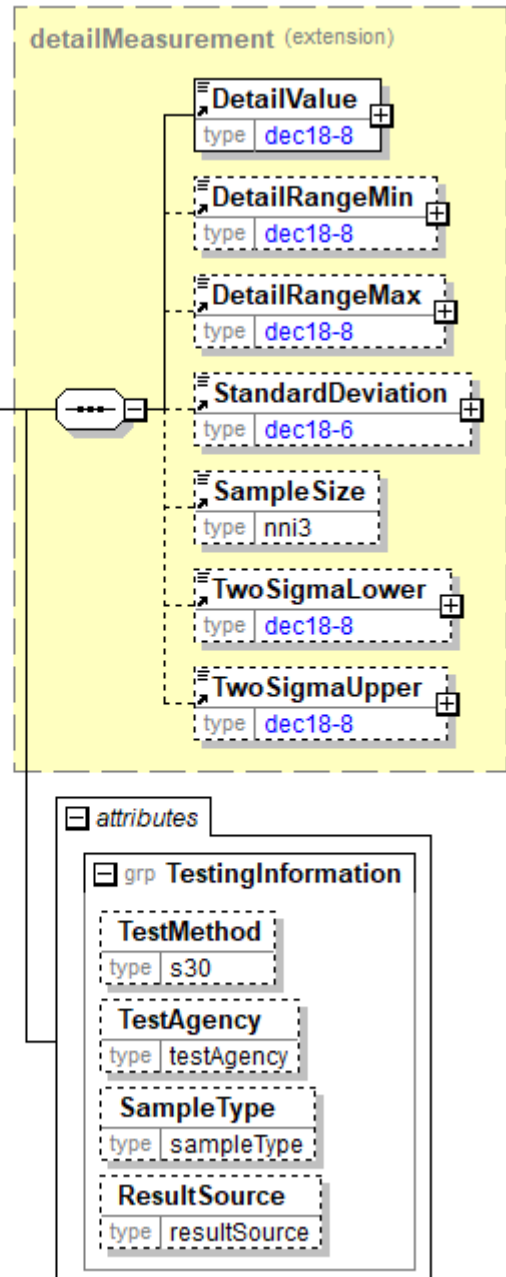 detailMeasurement (extension)
DetailValue
type dec18-8
DetailRangeMin
type dec18-8
DetailRangeMax
type dec18-8
StandardDeviation
type dec18-6
SampleSize
type nni3
TwoSigmaLower
type dec18-8
TwoSigmaUpper
type dec18-8
attributes
grp TestingInformation
TestMethod
type s30
TestAgency
type testAgency
SampleType
type sampleType
ResultSource
type resultSource